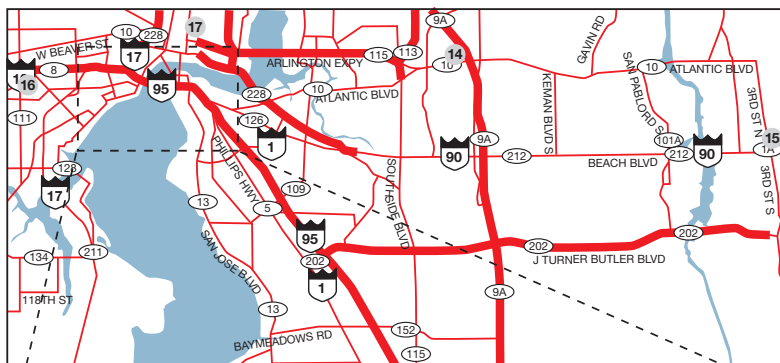 9A
GAVIN RD
17
10
228
W BEAVER ST
17
ARLINGTON EXPY
115
113
14
10
SAN PABLO RD S
10
ATLANTIC BLVD
8
16
95
228
10
ATLANTIC BLVD
KEMAN BLVD S
3RD ST N
111
126
1
PHILLIPS HWY
9A
90
212
BEACH BLVD
101A
212
90
15
1A
128
17
109
SOUTHSIDE BLVD
3RD ST S
13
5
95
202
1
202
202
J TURNER BUTLER BLVD
134
211
SAN JOSE BLVD
118TH ST
9A
13
BAYMEADOWS RD
152
115